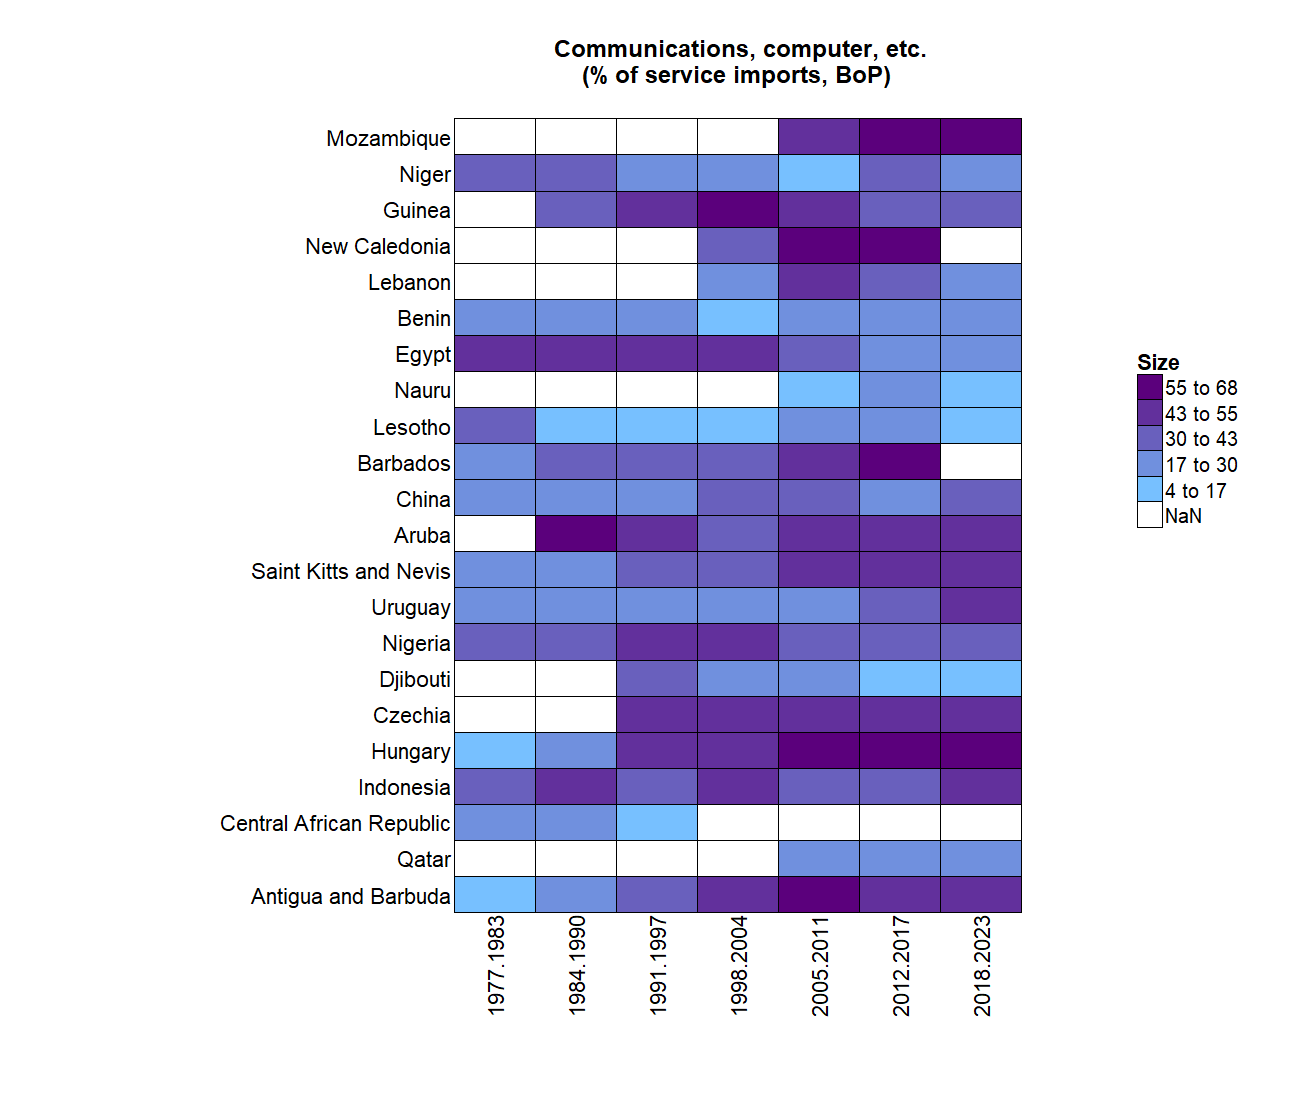 Communications, computer, etc.
(% of service imports, BoP)
Mozambique
Niger
Guinea
New Caledonia
Lebanon
Benin
Egypt
Nauru
Lesotho
Barbados
China
Aruba
Saint Kitts and Nevis
Uruguay
Nigeria
Djibouti
Czechia
Hungary
Indonesia
Central African Republic
Qatar
Antigua and Barbuda
1977.1983
1984.1990
1991.1997
1998.2004
2005.2011
2012.2017
2018.2023
Size
55 to 68
43 to 55
30 to 43
17 to 30
4 to 17
NaN